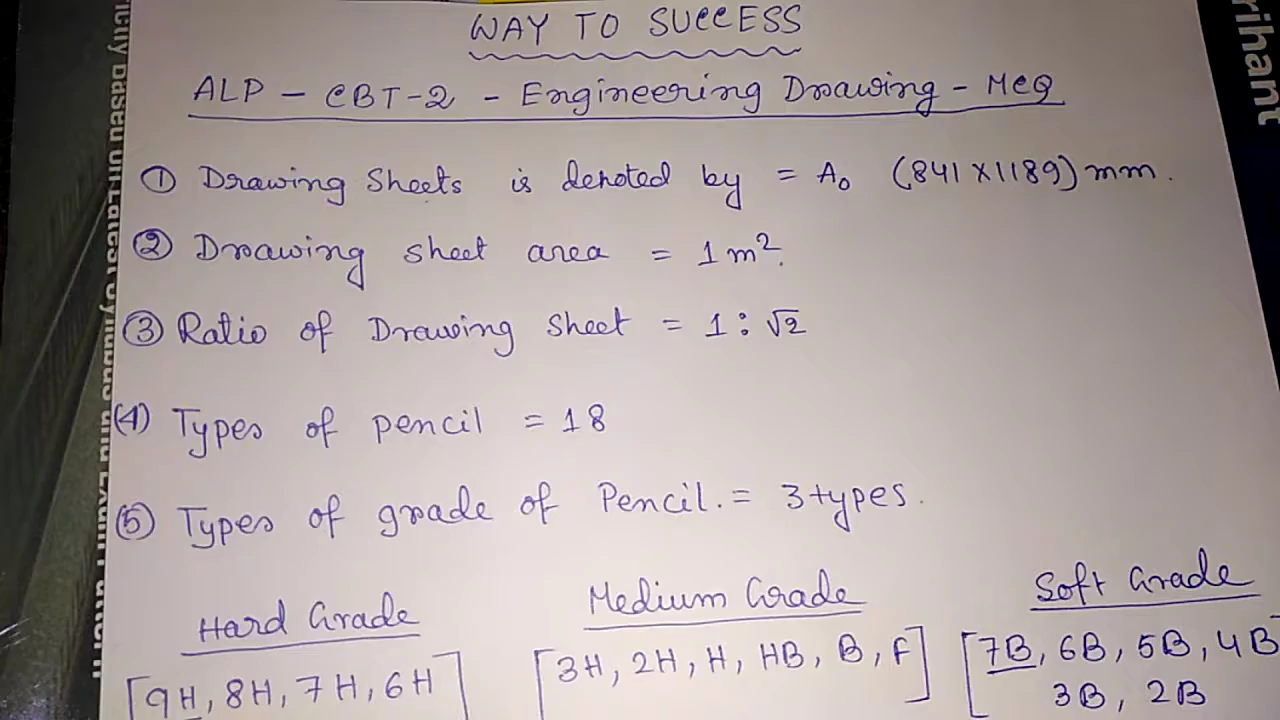 WAY TO SUCCESS
ALP - CBT-2 - Engineering Drawing - MCQ
① Drawing Sheets is denoted by = A₀ (841×1189) mm.
② Drawing sheet area = 1 m².
③ Ratio of Drawing Sheet = 1 : √2
(4) Types of pencil = 18
⑤ Types of grade of Pencil. = 3 types.
Hard Grade Medium Grade Soft Grade
[9H, 8H, 7H, 6H] [3H, 2H, H, HB, B, F] [7B, 6B, 5B, 4B
3B, 2B
rihant